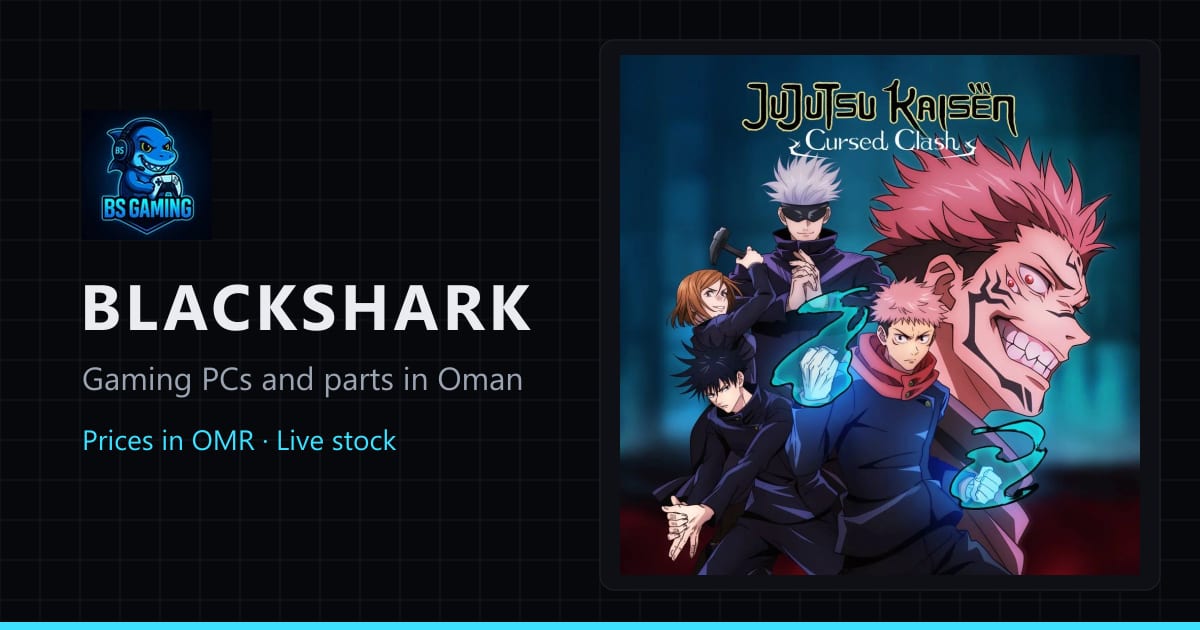 BS
BS GAMING
BLACKSHARK
Gaming PCs and parts in Oman
Prices in OMR · Live stock
JUJUTSU KAISEN
Cursed Clash